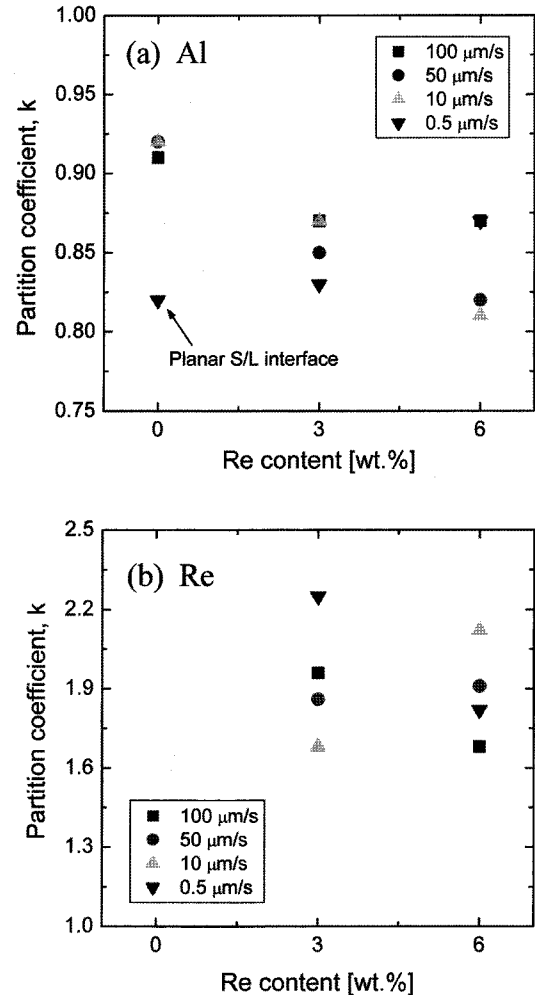 (a) Al
100 μm/s
50 μm/s
10 μm/s
0.5 μm/s
1.00
0.95
0.90
0.85
0.80
0.75
Partition coefficient, k
Planar S/L interface
0 3 6
Re content [wt.%]
(b) Re
2.5
2.2
1.9
1.6
1.3
1.0
Partition coefficient, k
100 μm/s
50 μm/s
10 μm/s
0.5 μm/s
0 3 6
Re content [wt.%]